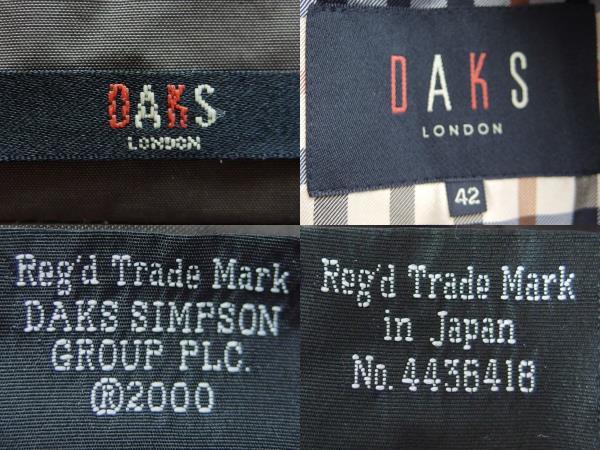 DAKS
LONDON
DAKS
LONDON
42
Reg'd Trade Mark
DAKS SIMPSON
GROUP PLC.
®2000
Reg'd Trade Mark
in Japan
No. 4436418